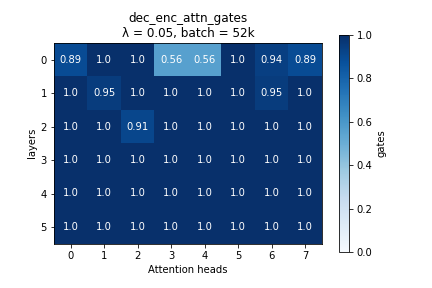 dec_enc_attn_gates
λ = 0.05, batch = 52k
layers
0 0.89 1.0 1.0 0.56 0.56 1.0 0.94 0.89
1 1.0 0.95 1.0 1.0 1.0 1.0 0.95 1.0
2 1.0 1.0 0.91 1.0 1.0 1.0 1.0 1.0
3 1.0 1.0 1.0 1.0 1.0 1.0 1.0 1.0
4 1.0 1.0 1.0 1.0 1.0 1.0 1.0 1.0
5 1.0 1.0 1.0 1.0 1.0 1.0 1.0 1.0
0 1 2 3 4 5 6 7
Attention heads
1.0
0.8
0.6
0.4
0.2
0.0
gates